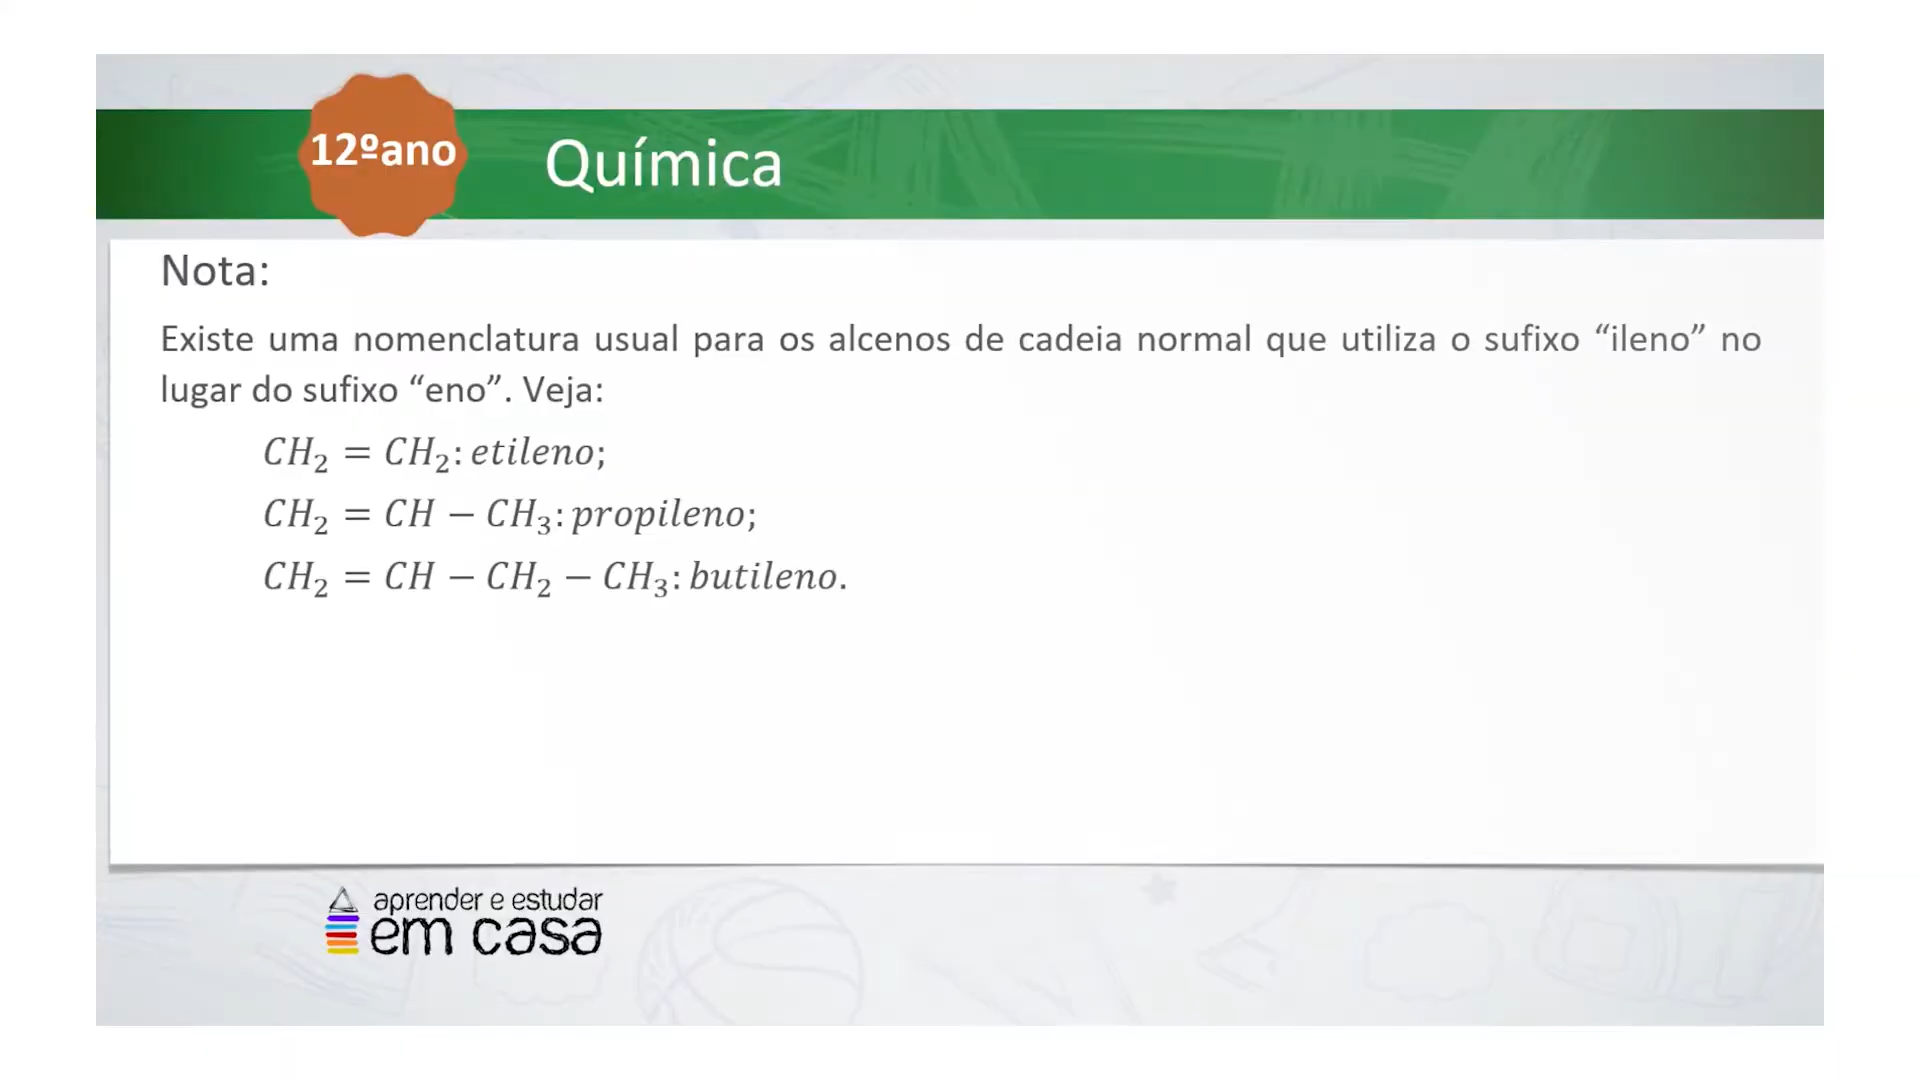 12ºano
Química
Nota:
Existe uma nomenclatura usual para os alcenos de cadeia normal que utiliza o sufixo “ileno” no
lugar do sufixo “eno”. Veja:
CH₂ = CH₂: etileno;
CH₂ = CH − CH₃: propileno;
CH₂ = CH − CH₂ − CH₃: butileno.
aprender e estudar
em casa